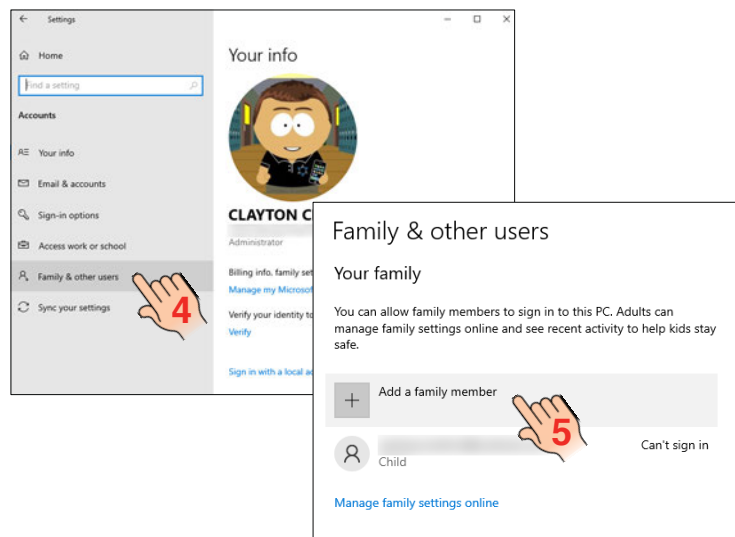 Settings
Home
Find a setting
Accounts
Your info
Email & accounts
Sign-in options
Access work or school
Family & other users
Sync your settings
4
Your info
CLAYTON C
Administrator
Billing info, family set
Manage my Microsof
Verify your identity to
Verify
Sign in with a local ac
Family & other users
Your family
You can allow family members to sign in to this PC. Adults can
manage family settings online and see recent activity to help kids stay
safe.
Add a family member
5
Can't sign in
Child
Manage family settings online